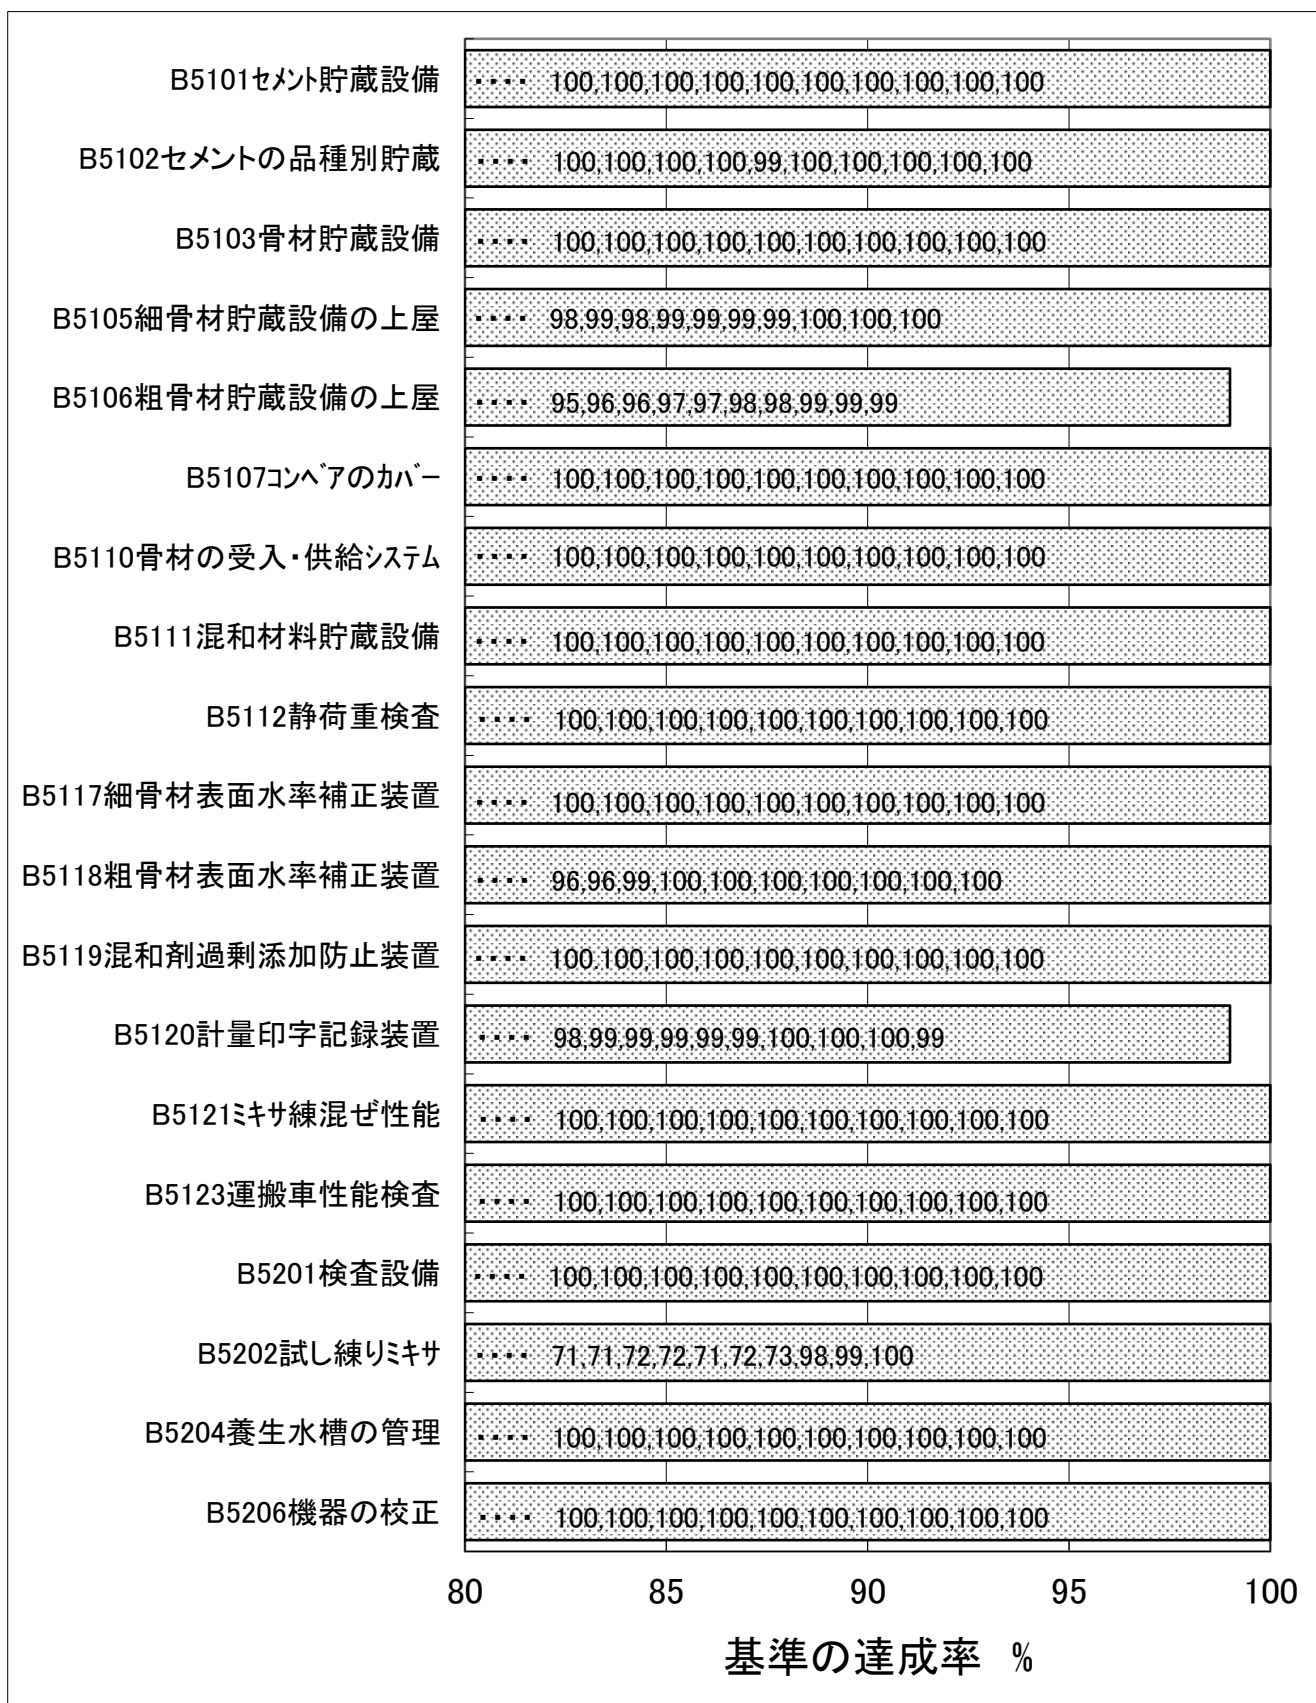 B5101セメント貯蔵設備 ････ 100,100,100,100,100,100,100,100,100,100
B5102セメントの品種別貯蔵 ････ 100,100,100,100,99,100,100,100,100,100
B5103骨材貯蔵設備 ････ 100,100,100,100,100,100,100,100,100,100
B5105細骨材貯蔵設備の上屋 ････ 98,99,98,99,99,99,99,100,100,100
B5106粗骨材貯蔵設備の上屋 ････ 95,96,96,97,97,98,98,99,99,99
B5107ｺﾝﾍﾞｱのｶﾊﾞｰ ････ 100,100,100,100,100,100,100,100,100,100
B5110骨材の受入・供給ｼｽﾃﾑ ････ 100,100,100,100,100,100,100,100,100,100
B5111混和材料貯蔵設備 ････ 100,100,100,100,100,100,100,100,100,100
B5112静荷重検査 ････ 100,100,100,100,100,100,100,100,100,100
B5117細骨材表面水率補正装置 ････ 100,100,100,100,100,100,100,100,100,100
B5118粗骨材表面水率補正装置 ････ 96,96,99,100,100,100,100,100,100,100
B5119混和剤過剰添加防止装置 ････ 100.100,100,100,100,100,100,100,100,100
B5120計量印字記録装置 ････ 98,99,99,99,99,99,100,100,100,99
B5121ﾐｷｻ練混ぜ性能 ････ 100,100,100,100,100,100,100,100,100,100
B5123運搬車性能検査 ････ 100,100,100,100,100,100,100,100,100,100
B5201検査設備 ････ 100,100,100,100,100,100,100,100,100,100
B5202試し練りﾐｷｻ ････ 71,71,72,72,71,72,73,98,99,100
B5204養生水槽の管理 ････ 100,100,100,100,100,100,100,100,100,100
B5206機器の校正 ････ 100,100,100,100,100,100,100,100,100,100
80 85 90 95 100
基準の達成率 %